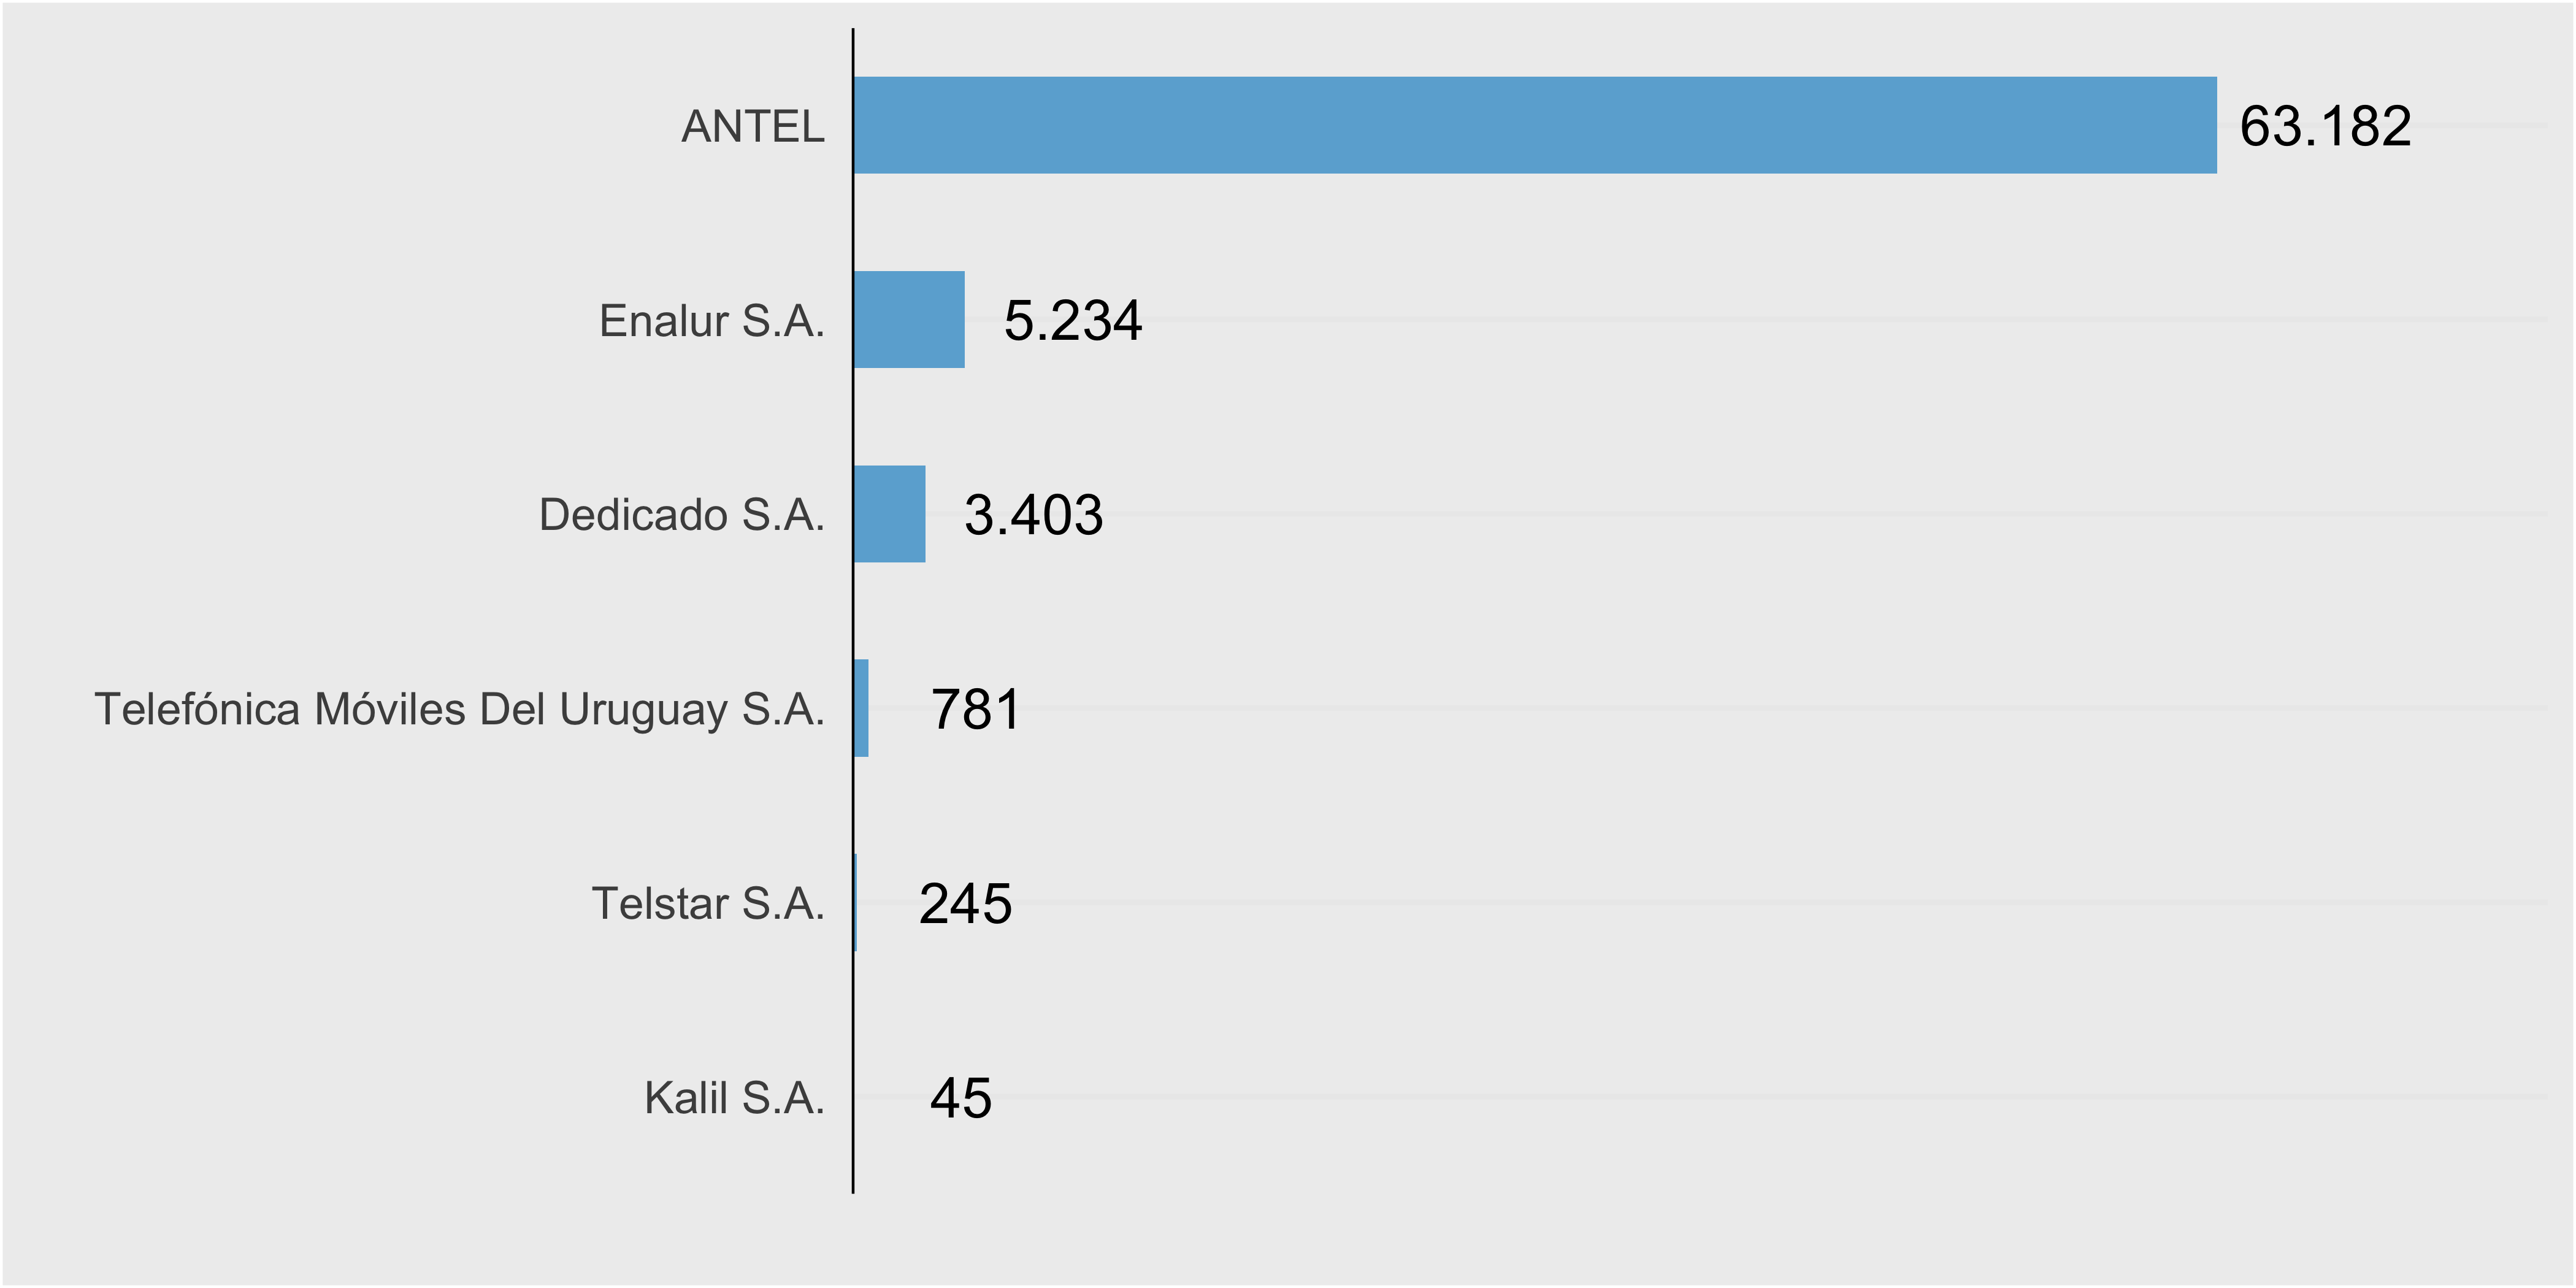 ANTEL 63.182
Enalur S.A. 5.234
Dedicado S.A. 3.403
Telefónica Móviles Del Uruguay S.A. 781
Telstar S.A. 245
Kalil S.A. 45